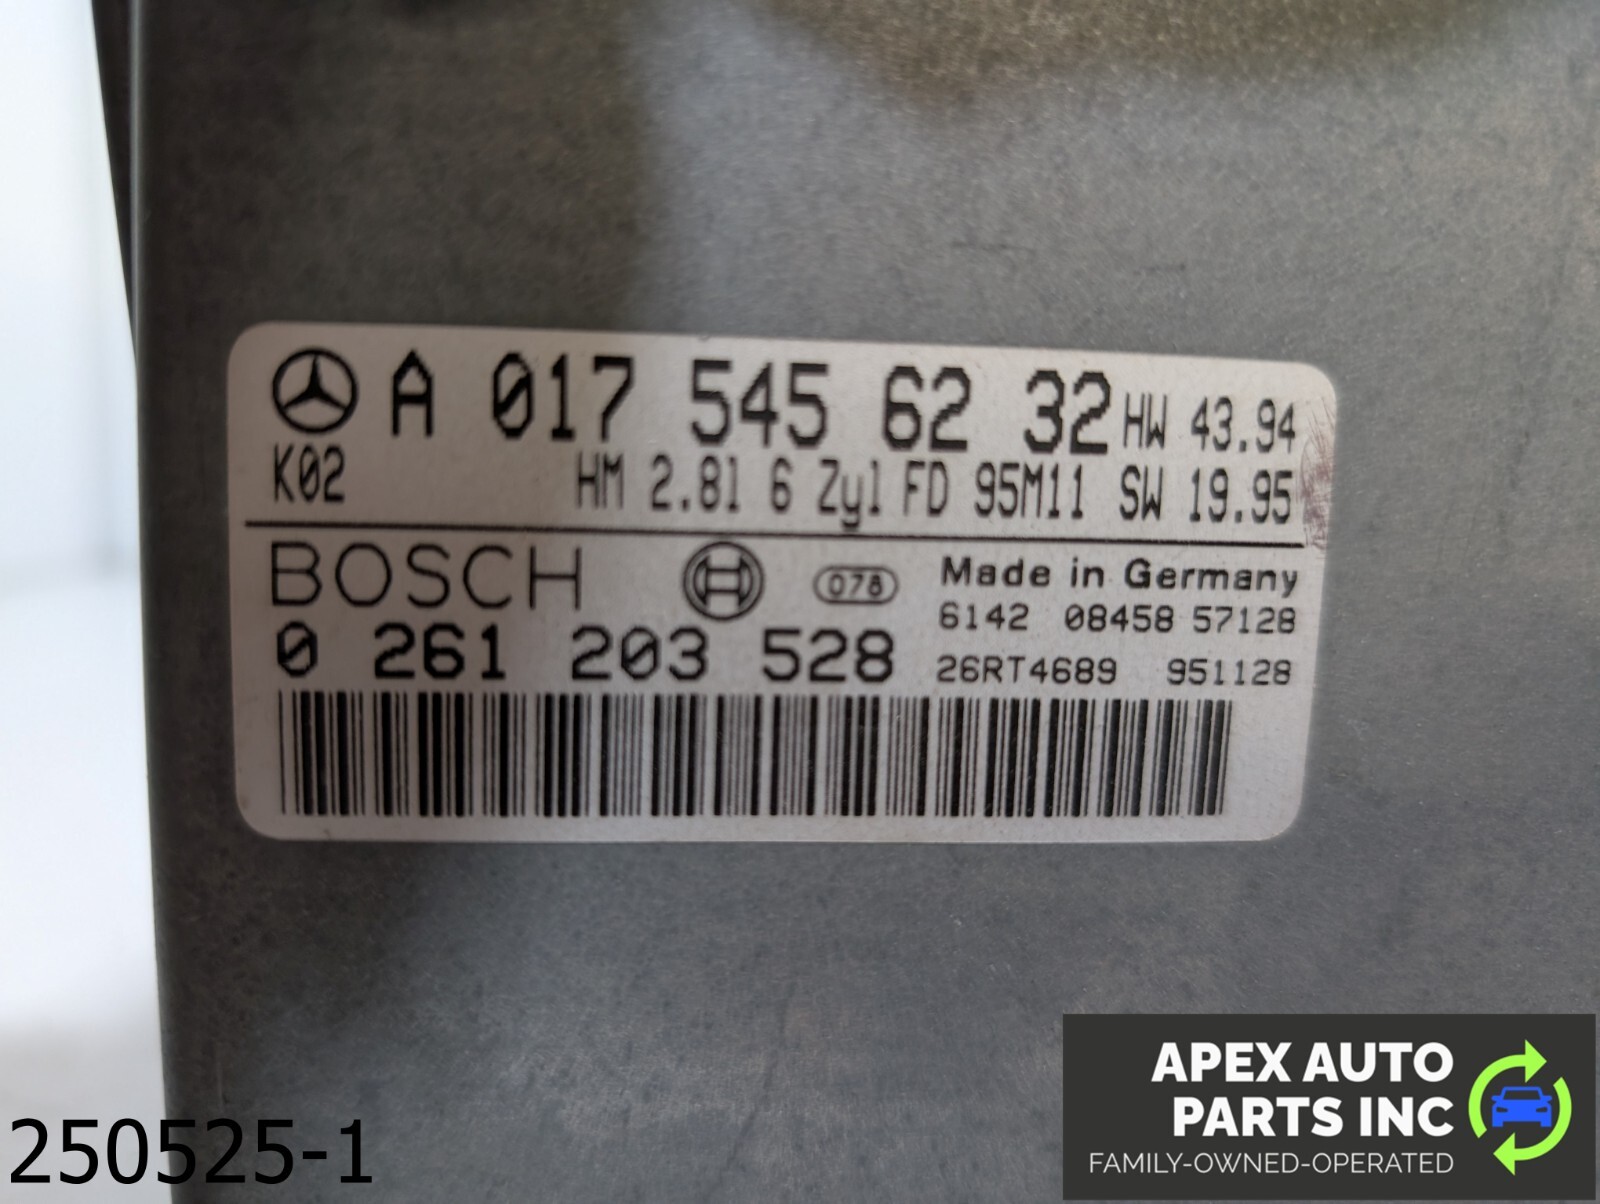 A 017 545 62 32 HW 43.94
K02 HM 2.8l 6 Zyl FD 95M11 SW 19.95
BOSCH 078 Made in Germany
6142 08458 57128
0 261 203 528 26RT4689 951128
250525-1
APEX AUTO
PARTS INC
FAMILY-OWNED-OPERATED